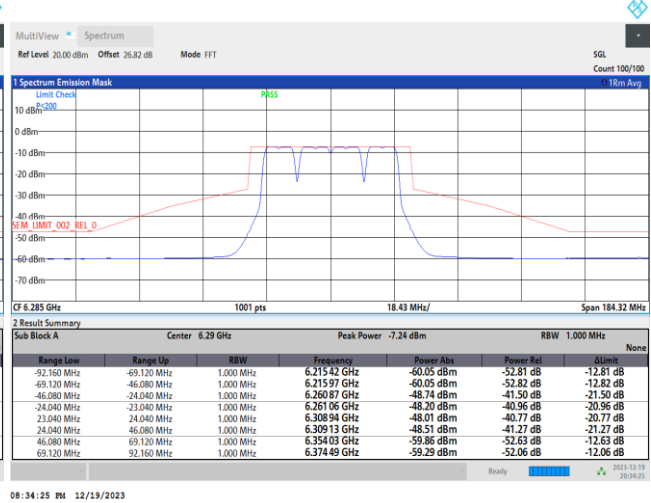 MultiView Spectrum
Ref Level 20.00 dBm Offset 26.82 dB Mode FFT SGL
Count 100/100
1 Spectrum Emission Mask 1Rm Avg
Limit Check PASS
P<200
10 dBm
0 dBm
-10 dBm
-20 dBm
-30 dBm
-40 dBm
SEM_LIMIT_002_REL_0
-50 dBm
-60 dBm
-70 dBm
CF 6.285 GHz 1001 pts 18.43 MHz/ Span 184.32 MHz
2 Result Summary
Sub Block A Center 6.29 GHz Peak Power -7.24 dBm RBW 1.000 MHz
None
Range Low Range Up RBW Frequency Power Abs Power Rel ΔLimit
-92.160 MHz -69.120 MHz 1.000 MHz 6.215 42 GHz -60.05 dBm -52.81 dB -12.81 dB
-69.120 MHz -46.080 MHz 1.000 MHz 6.215 97 GHz -60.05 dBm -52.82 dB -12.82 dB
-46.080 MHz -24.040 MHz 1.000 MHz 6.260 87 GHz -48.74 dBm -41.50 dB -21.50 dB
-24.040 MHz -23.040 MHz 1.000 MHz 6.261 06 GHz -48.20 dBm -40.96 dB -20.96 dB
23.040 MHz 24.040 MHz 1.000 MHz 6.308 94 GHz -48.01 dBm -40.77 dB -20.77 dB
24.040 MHz 46.080 MHz 1.000 MHz 6.309 13 GHz -48.51 dBm -41.27 dB -21.27 dB
46.080 MHz 69.120 MHz 1.000 MHz 6.354 03 GHz -59.86 dBm -52.63 dB -12.63 dB
69.120 MHz 92.160 MHz 1.000 MHz 6.374 49 GHz -59.29 dBm -52.06 dB -12.06 dB
Ready 2023-12-19
20:34:25
08:34:25 PM 12/19/2023